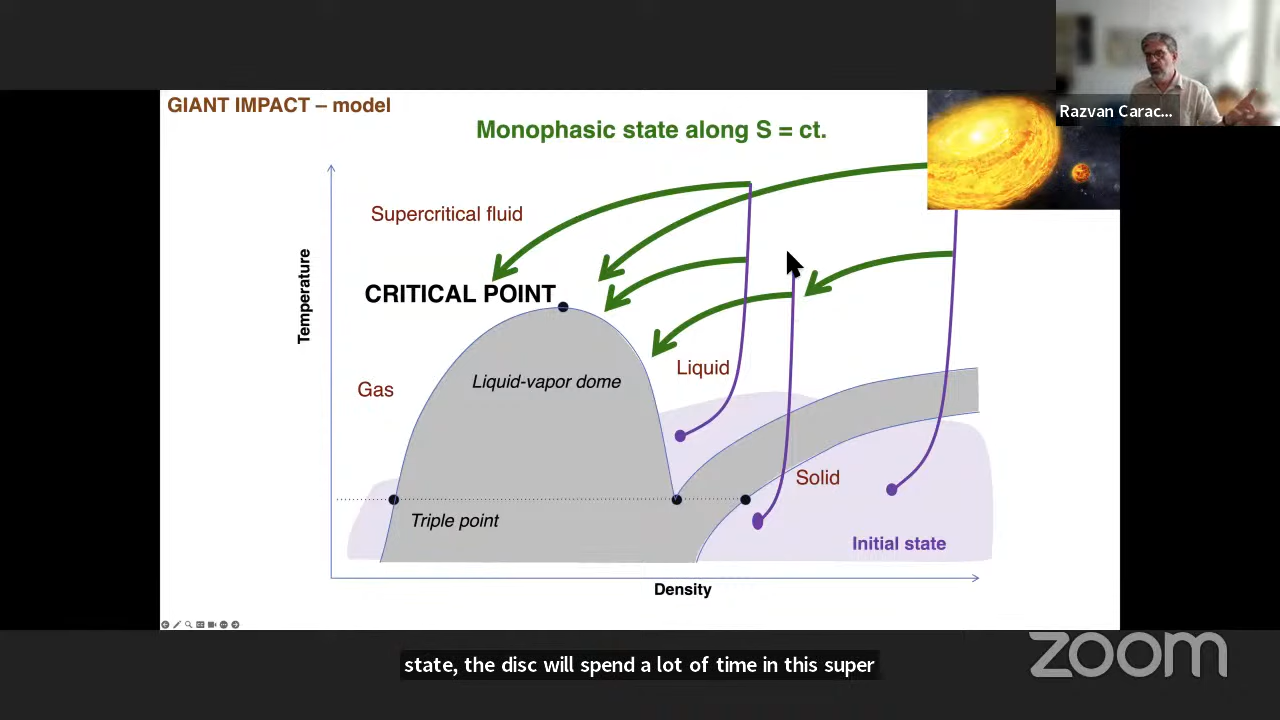 GIANT IMPACT – model
Razvan Carac...
Monophasic state along S = ct.
Supercritical fluid
Temperature
CRITICAL POINT
Liquid
Liquid-vapor dome
Gas
Solid
Triple point
Initial state
Density
state, the disc will spend a lot of time in this super
zoom